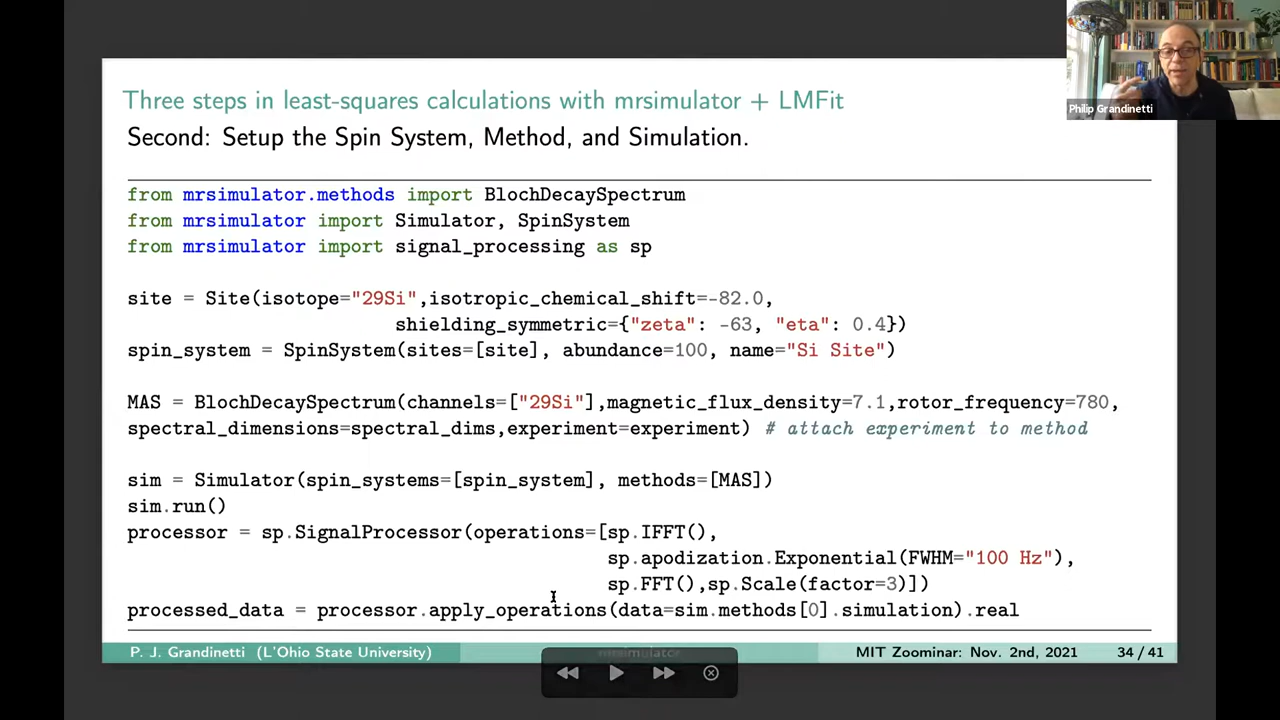 Three steps in least-squares calculations with mrsimulator + LMFit
Second: Setup the Spin System, Method, and Simulation.
from mrsimulator.methods import BlochDecaySpectrum
from mrsimulator import Simulator, SpinSystem
from mrsimulator import signal_processing as sp
site = Site(isotope="29Si",isotropic_chemical_shift=-82.0,
shielding_symmetric={"zeta": -63, "eta": 0.4})
spin_system = SpinSystem(sites=[site], abundance=100, name="Si Site")
MAS = BlochDecaySpectrum(channels=["29Si"],magnetic_flux_density=7.1,rotor_frequency=780,
spectral_dimensions=spectral_dims,experiment=experiment) # attach experiment to method
sim = Simulator(spin_systems=[spin_system], methods=[MAS])
sim.run()
processor = sp.SignalProcessor(operations=[sp.IFFT(),
sp.apodization.Exponential(FWHM="100 Hz"),
sp.FFT(),sp.Scale(factor=3)])
processed_data = processor.apply_operations(data=sim.methods[0].simulation).real
P. J. Grandinetti (L'Ohio State University)
mrsimulator
MIT Zoominar: Nov. 2nd, 2021
34 / 41
Philip Grandinetti